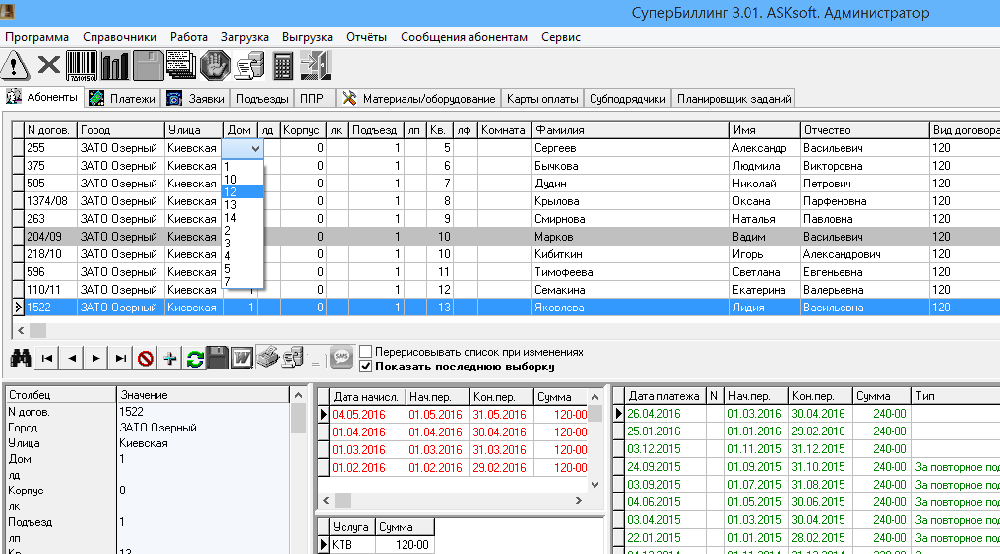 СуперБиллинг 3.01. ASKsoft. Администратор
Программа Справочники Работа Загрузка Выгрузка Отчёты Сообщения абонентам Сервис
7610150
Абоненты Платежи Заявки Подъезды ППР Материалы/оборудование Карты оплаты Субподрядчики Планировщик заданий
N догов. Город Улица Дом лд Корпус лк Подъезд лп Кв. лф Комната Фамилия Имя Отчество Вид договора
255 ЗАТО Озерный Киевская 0 1 5 Сергеев Александр Васильевич 120
375 ЗАТО Озерный Киевская 1 0 1 6 Бычкова Людмила Викторовна 120
505 ЗАТО Озерный Киевская 10 0 1 7 Дудин Николай Петрович 120
12
1374/08 ЗАТО Озерный Киевская 13 0 1 8 Крылова Оксана Парфеновна 120
263 ЗАТО Озерный Киевская 14 0 1 9 Смирнова Наталья Павловна 120
2
204/09 ЗАТО Озерный Киевская 3 0 1 10 Марков Вадим Васильевич 120
218/10 ЗАТО Озерный Киевская 4 0 1 10 Кибиткин Игорь Александрович 120
596 ЗАТО Озерный Киевская 5 0 1 11 Тимофеева Светлана Евгеньевна 120
7
110/11 ЗАТО Озерный Киевская 1 0 1 12 Семакина Екатерина Валерьевна 120
1522 ЗАТО Озерный Киевская 1 0 1 13 Яковлева Лидия Васильевна 120
W SMS Перерисовывать список при изменениях
Показать последнюю выборку
Столбец Значение
N догов. 1522
Город ЗАТО Озерный
Улица Киевская
Дом 1
лд
Корпус 0
лк
Подъезд 1
лп
Кв 13
Дата начисл. Нач.пер. Кон.пер. Сумма
04.05.2016 01.05.2016 31.05.2016 120-00
01.04.2016 01.04.2016 30.04.2016 120-00
01.03.2016 01.03.2016 31.03.2016 120-00
01.02.2016 01.02.2016 29.02.2016 120-00
Услуга Сумма
КТВ 120-00
Дата платежа N Нач.пер. Кон.пер. Сумма Тип
26.04.2016 01.03.2016 30.04.2016 240-00
25.01.2016 01.01.2016 29.02.2016 240-00
03.12.2015 01.11.2015 31.12.2015 240-00
24.09.2015 01.09.2015 31.10.2015 240-00 За повторное под
03.09.2015 01.07.2015 31.08.2015 240-00 За повторное под
04.06.2015 01.05.2015 30.06.2015 240-00 За повторное под
03.04.2015 01.03.2015 30.04.2015 240-00 За повторное под
22.01.2015 01.01.2015 28.02.2015 240-00 За повторное под